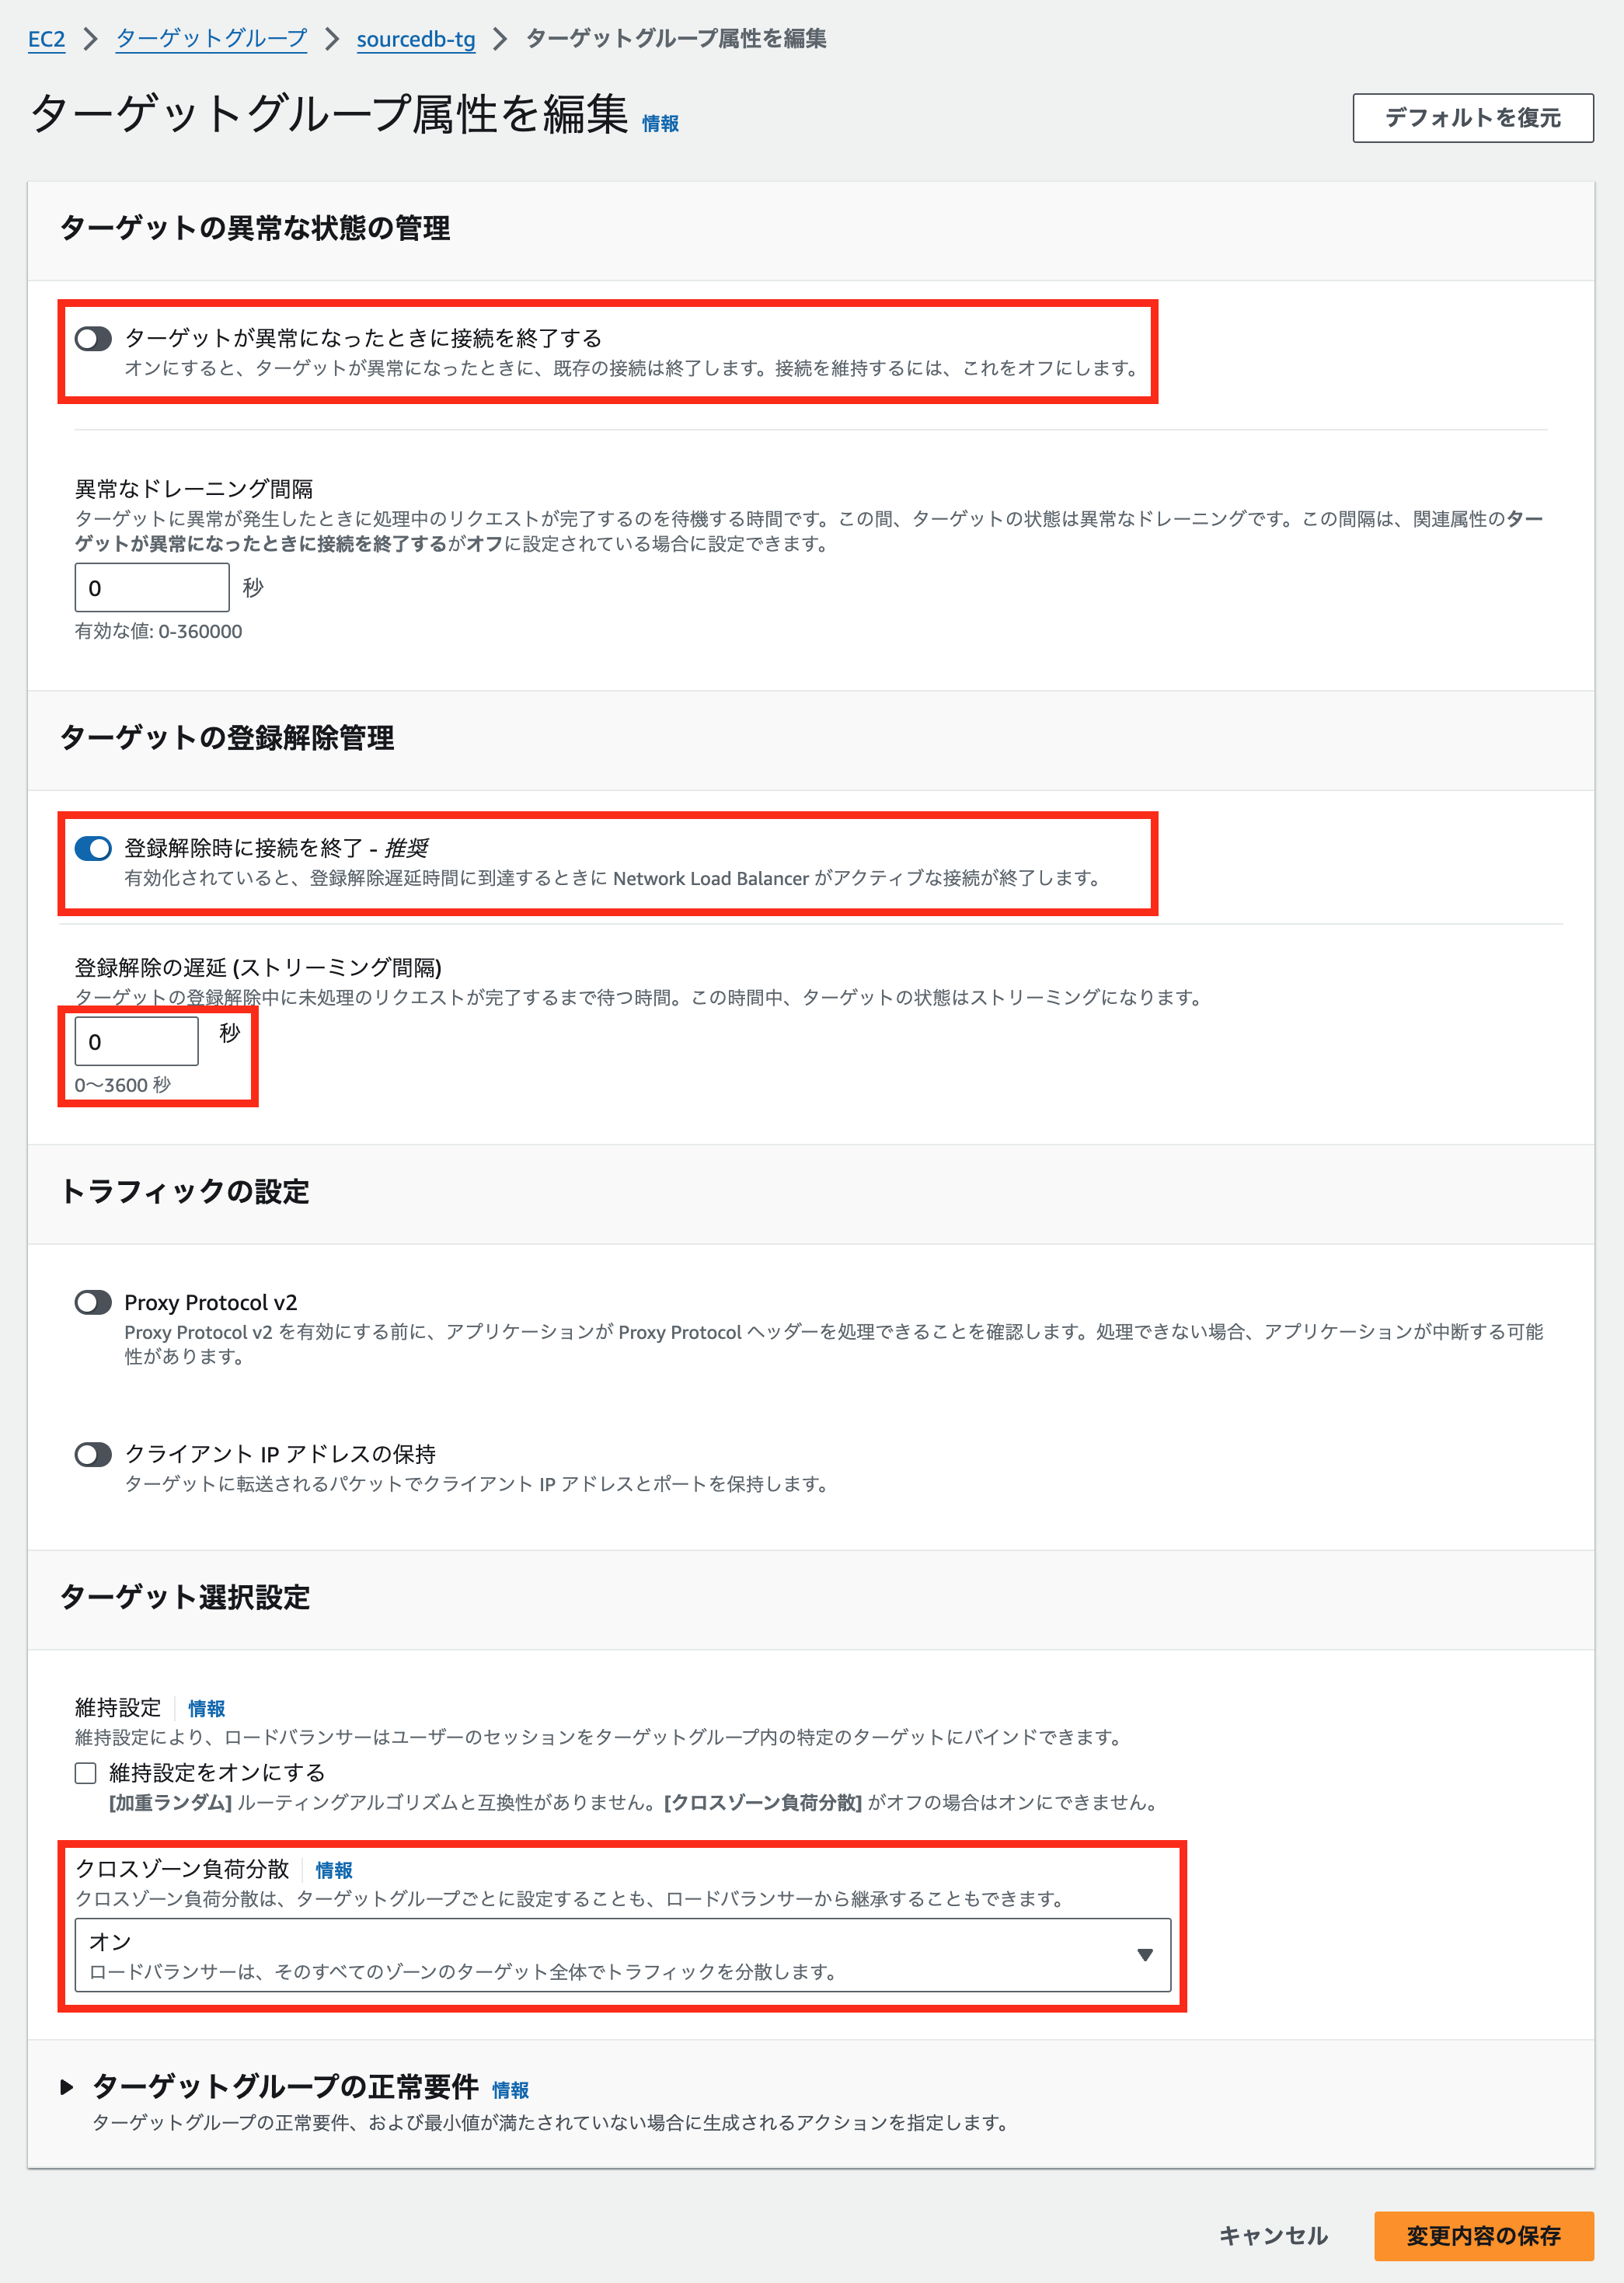 EC2 > ターゲットグループ > sourcedb-tg > ターゲットグループ属性を編集
ターゲットグループ属性を編集 情報
デフォルトを復元
ターゲットの異常な状態の管理
ターゲットが異常になったときに接続を終了する
オンにすると、ターゲットが異常になったときに、既存の接続は終了します。接続を維持するには、これをオフにします。
異常なドレーニング間隔
ターゲットに異常が発生したときに処理中のリクエストが完了するのを待機する時間です。この間、ターゲットの状態は異常なドレーニングです。この間隔は、関連属性のター
ゲットが異常になったときに接続を終了するがオフに設定されている場合に設定できます。
0 秒
有効な値: 0-360000
ターゲットの登録解除管理
登録解除時に接続を終了 - 推奨
有効化されていると、登録解除遅延時間に到達するときに Network Load Balancer がアクティブな接続が終了します。
登録解除の遅延 (ストリーミング間隔)
ターゲットの登録解除中に未処理のリクエストが完了するまで待つ時間。この時間中、ターゲットの状態はストリーミングになります。
0 秒
0〜3600 秒
トラフィックの設定
Proxy Protocol v2
Proxy Protocol v2 を有効にする前に、アプリケーションが Proxy Protocol ヘッダーを処理できることを確認します。処理できない場合、アプリケーションが中断する可能
性があります。
クライアント IP アドレスの保持
ターゲットに転送されるパケットでクライアント IP アドレスとポートを保持します。
ターゲット選択設定
維持設定 情報
維持設定により、ロードバランサーはユーザーのセッションをターゲットグループ内の特定のターゲットにバインドできます。
維持設定をオンにする
[加重ランダム] ルーティングアルゴリズムと互換性がありません。[クロスゾーン負荷分散] がオフの場合はオンにできません。
クロスゾーン負荷分散 情報
クロスゾーン負荷分散は、ターゲットグループごとに設定することも、ロードバランサーから継承することもできます。
オン
ロードバランサーは、そのすべてのゾーンのターゲット全体でトラフィックを分散します。
ターゲットグループの正常要件 情報
ターゲットグループの正常要件、および最小値が満たされていない場合に生成されるアクションを指定します。
キャンセル
変更内容の保存